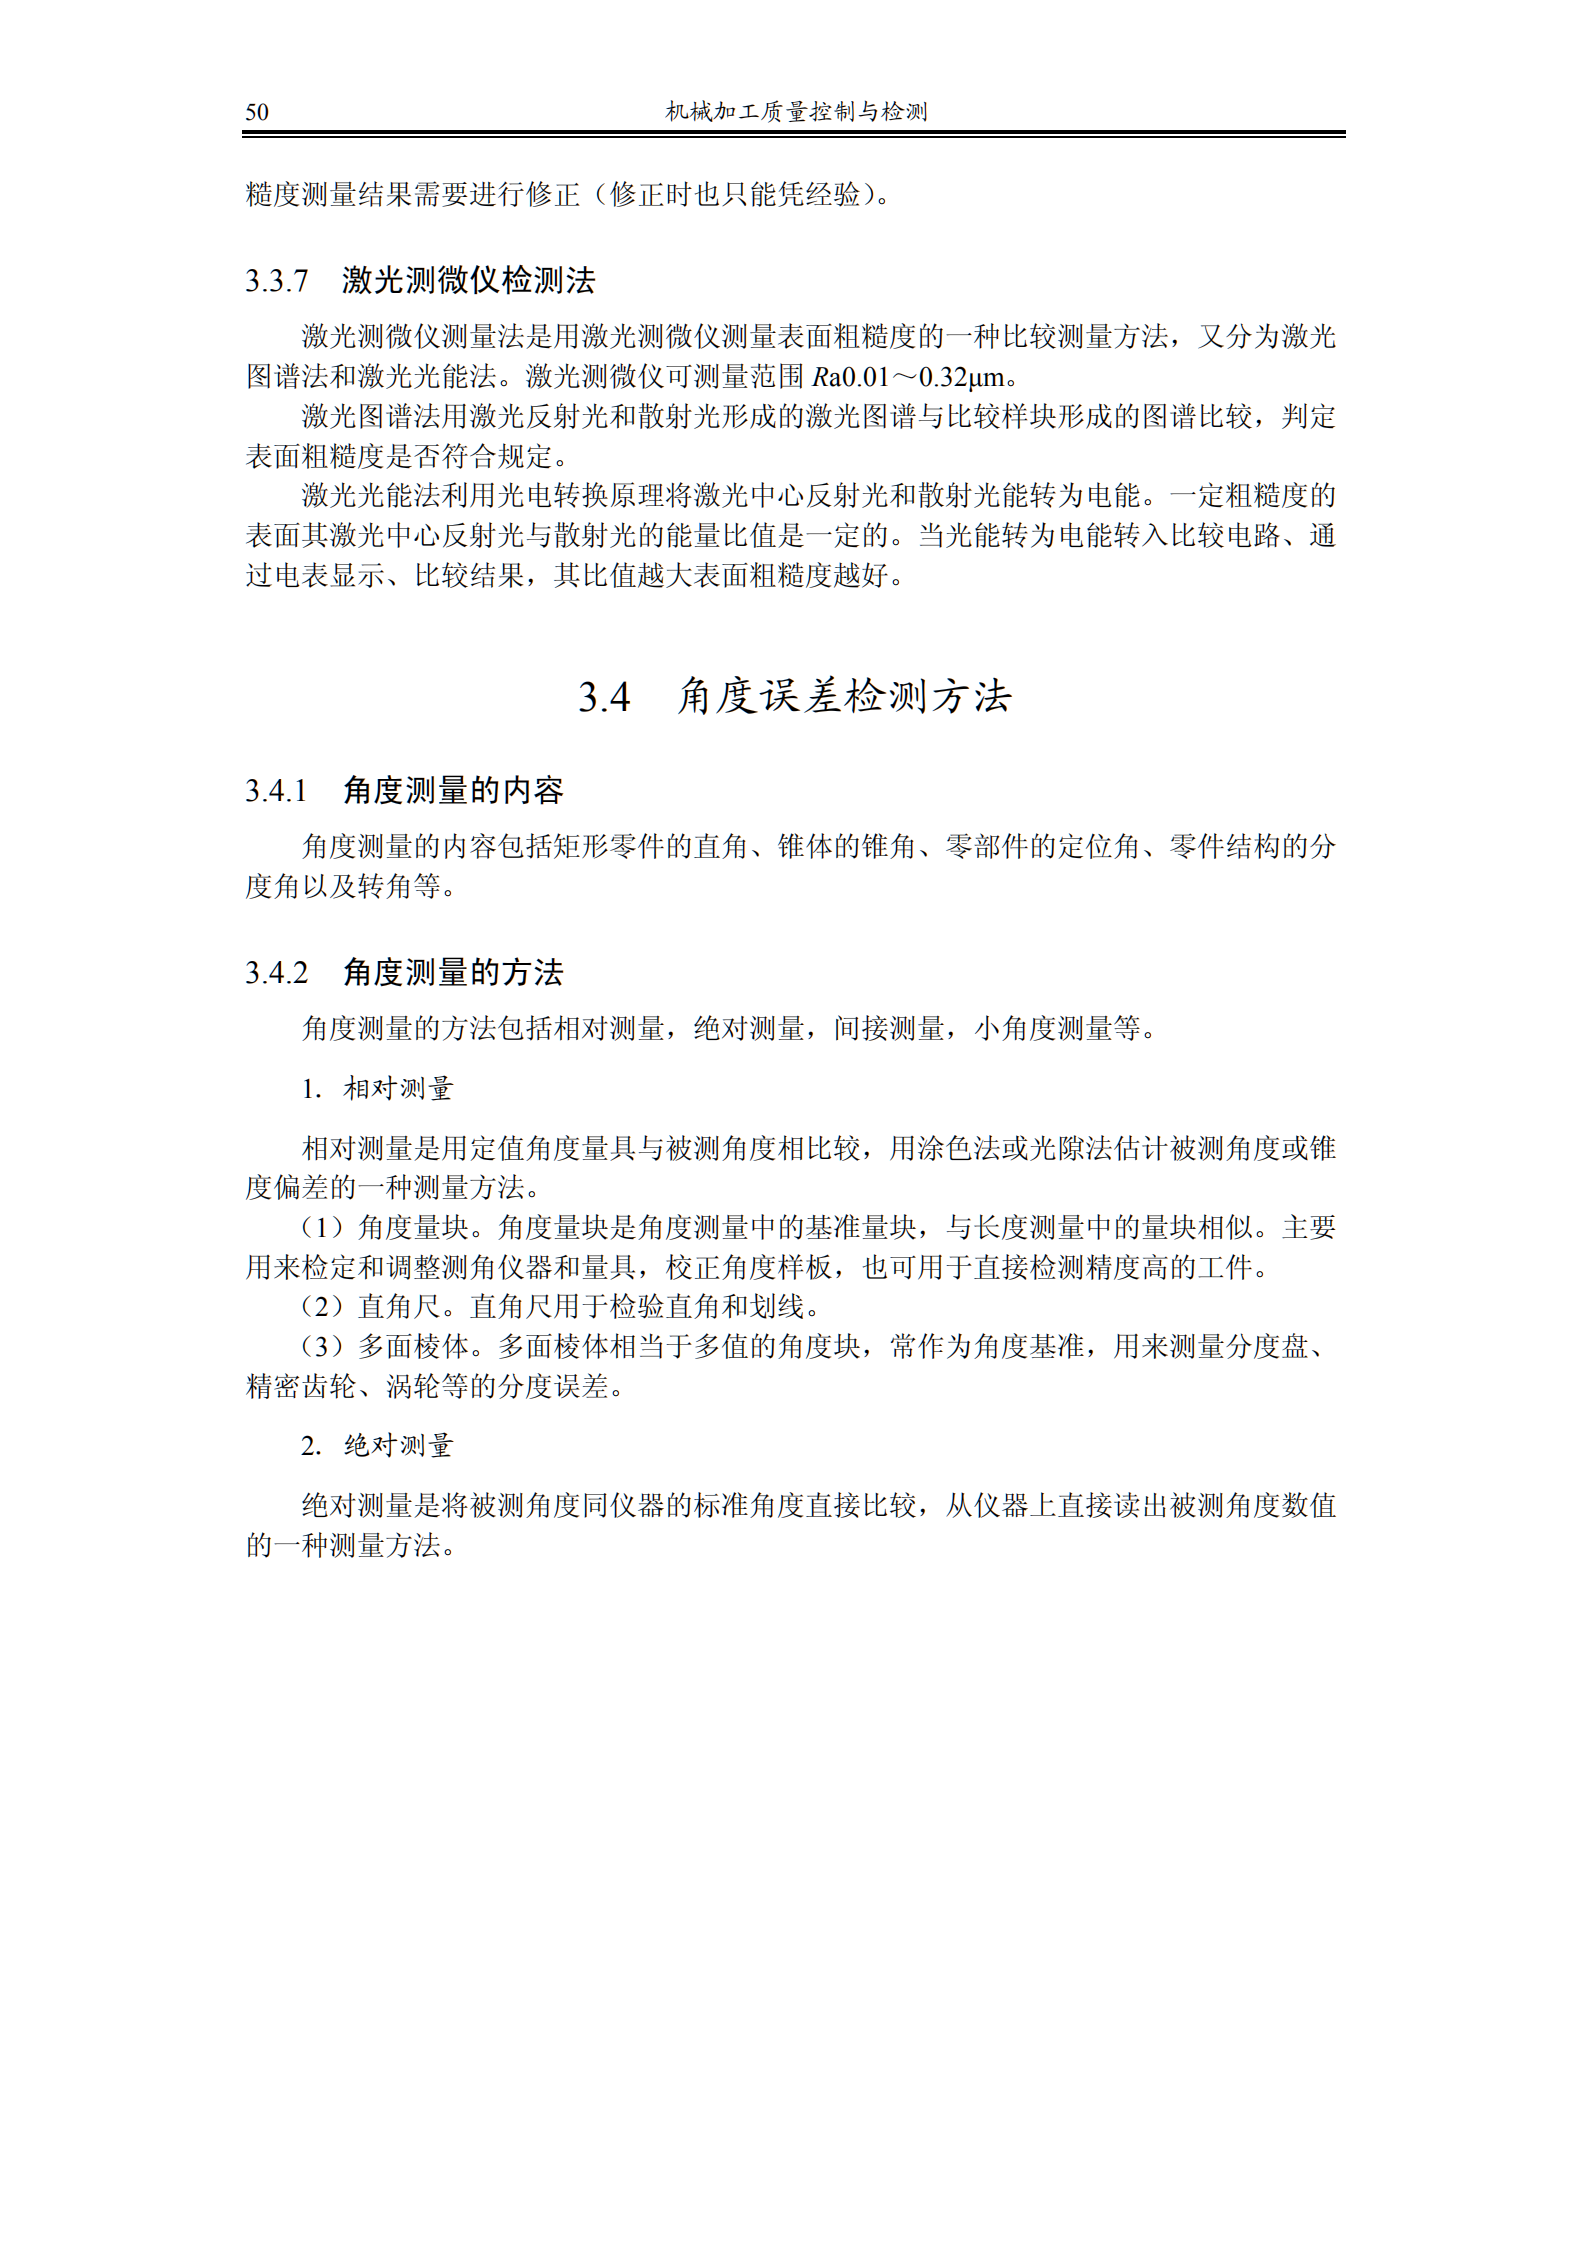 50 机械加工质量控制与检测
糙度测量结果需要进行修正（修正时也只能凭经验）。
3.3.7 激光测微仪检测法
激光测微仪测量法是用激光测微仪测量表面粗糙度的一种比较测量方法，又分为激光
图谱法和激光光能法。激光测微仪可测量范围 Ra0.01～0.32μm。
激光图谱法用激光反射光和散射光形成的激光图谱与比较样块形成的图谱比较，判定
表面粗糙度是否符合规定。
激光光能法利用光电转换原理将激光中心反射光和散射光能转为电能。一定粗糙度的
表面其激光中心反射光与散射光的能量比值是一定的。当光能转为电能转入比较电路、通
过电表显示、比较结果，其比值越大表面粗糙度越好。
3.4 角度误差检测方法
3.4.1 角度测量的内容
角度测量的内容包括矩形零件的直角、锥体的锥角、零部件的定位角、零件结构的分
度角以及转角等。
3.4.2 角度测量的方法
角度测量的方法包括相对测量，绝对测量，间接测量，小角度测量等。
1．相对测量
相对测量是用定值角度量具与被测角度相比较，用涂色法或光隙法估计被测角度或锥
度偏差的一种测量方法。
（1）角度量块。角度量块是角度测量中的基准量块，与长度测量中的量块相似。主要
用来检定和调整测角仪器和量具，校正角度样板，也可用于直接检测精度高的工件。
（2）直角尺。直角尺用于检验直角和划线。
（3）多面棱体。多面棱体相当于多值的角度块，常作为角度基准，用来测量分度盘、
精密齿轮、涡轮等的分度误差。
2．绝对测量
绝对测量是将被测角度同仪器的标准角度直接比较，从仪器上直接读出被测角度数值
的一种测量方法。